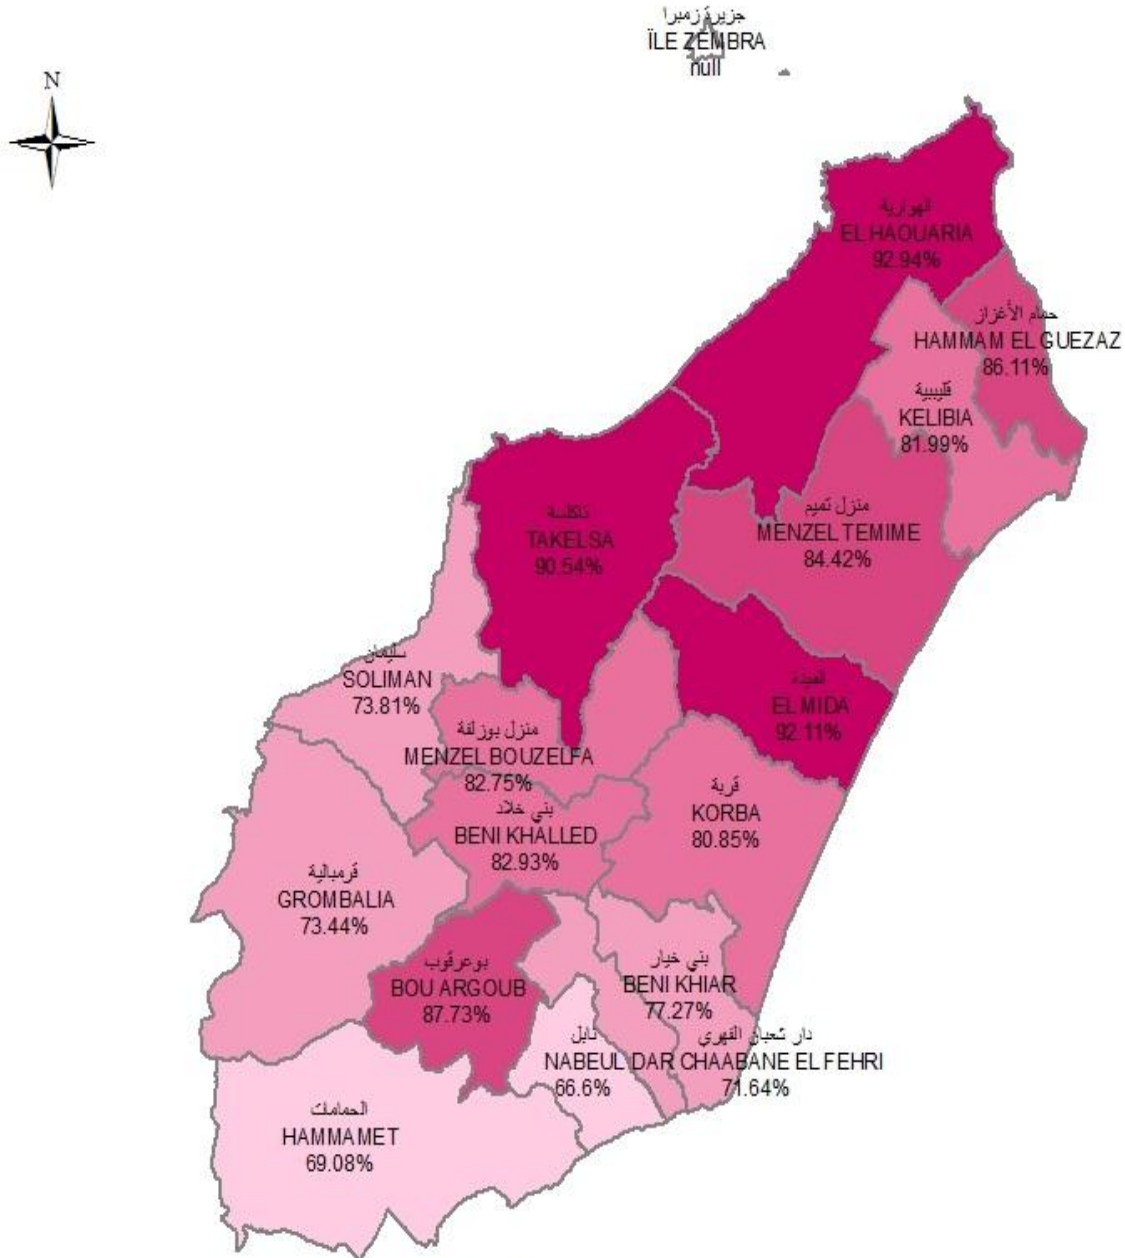 جزيرة زمبرا
ÏLE ZEMBRA
null
N
الهوارية
EL HAOUARIA
92.94%
حمام الأغزاز
HAMMAM EL GUEZAZ
86.11%
قليبية
KELIBIA
81.99%
منزل تميم
MENZEL TEMIME
84.42%
تاكلسة
TAKELSA
90.54%
سليمان
SOLIMAN
73.81%
الميدة
EL MIDA
92.11%
منزل بوزلفة
MENZEL BOUZELFA
82.75%
قربة
KORBA
80.85%
بني خلاد
BENI KHALLED
82.93%
قرمبالية
GROMBALIA
73.44%
بوعرقوب
BOU ARGOUB
87.73%
بني خيار
BENI KHIAR
77.27%
نابل
NABEUL
66.6%
دار شعبان الفهري
DAR CHAABANE EL FEHRI
71.64%
الحمامات
HAMMAMET
69.08%